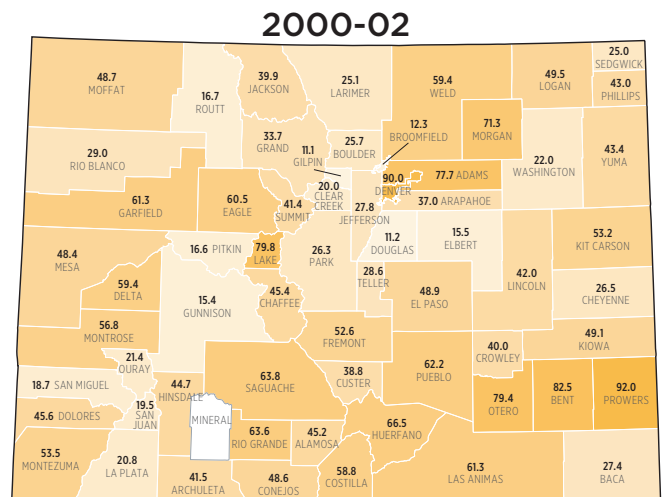 2000-02
48.7
MOFFAT
16.7
ROUTT
39.9
JACKSON
25.1
LARIMER
59.4
WELD
49.5
LOGAN
25.0
SEDGWICK
43.0
PHILLIPS
29.0
RIO BLANCO
33.7
GRAND
11.1
GILPIN
25.7
BOULDER
12.3
BROOMFIELD
71.3
MORGAN
22.0
WASHINGTON
43.4
YUMA
61.3
GARFIELD
60.5
EAGLE
41.4
SUMMIT
20.0
CLEAR
CREEK
27.8
JEFFERSON
90.0
DENVER
77.7 ADAMS
37.0 ARAPAHOE
48.4
MESA
16.6 PITKIN
79.8
LAKE
26.3
PARK
11.2
DOUGLAS
15.5
ELBERT
42.0
LINCOLN
53.2
KIT CARSON
59.4
DELTA
15.4
GUNNISON
45.4
CHAFFEE
28.6
TELLER
48.9
EL PASO
26.5
CHEYENNE
56.8
MONTROSE
52.6
FREMONT
40.0
CROWLEY
49.1
KIOWA
21.4
OURAY
18.7 SAN MIGUEL
44.7
HINSDALE
63.8
SAGUACHE
38.8
CUSTER
62.2
PUEBLO
79.4
OTERO
82.5
BENT
92.0
PROWERS
45.6 DOLORES
19.5
SAN
JUAN
MINERAL
63.6
RIO GRANDE
45.2
ALAMOSA
66.5
HUERFANO
53.5
MONTEZUMA
20.8
LA PLATA
41.5
ARCHULETA
48.6
CONEJOS
58.8
COSTILLA
61.3
LAS ANIMAS
27.4
BACA